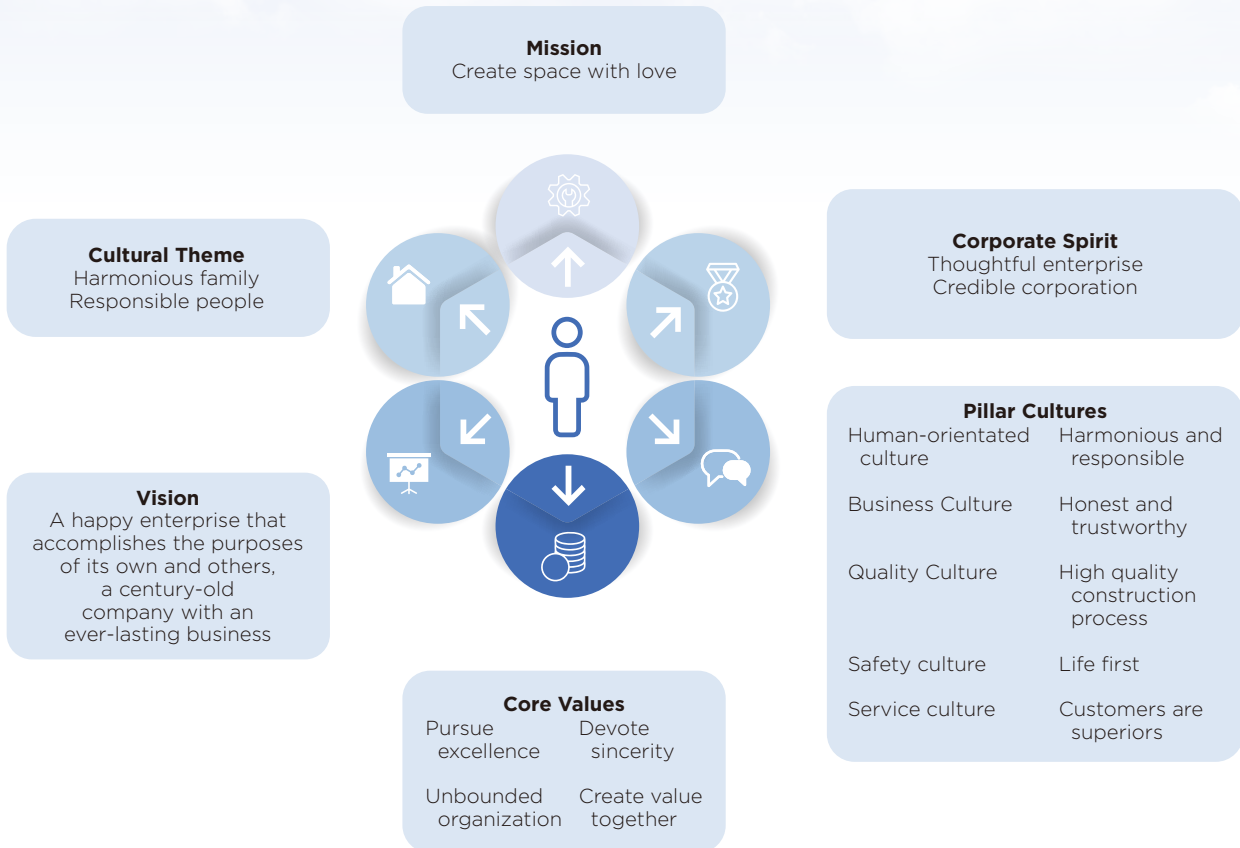 Mission
Create space with love
Cultural Theme
Harmonious family
Responsible people
Corporate Spirit
Thoughtful enterprise
Credible corporation
Vision
A happy enterprise that
accomplishes the purposes
of its own and others,
a century-old
company with an
ever-lasting business
Pillar Cultures
Human-orientated
culture
Harmonious and
responsible
Business Culture
Honest and
trustworthy
Quality Culture
High quality
construction
process
Safety culture
Life first
Service culture
Customers are
superiors
Core Values
Pursue
excellence
Devote
sincerity
Unbounded
organization
Create value
together